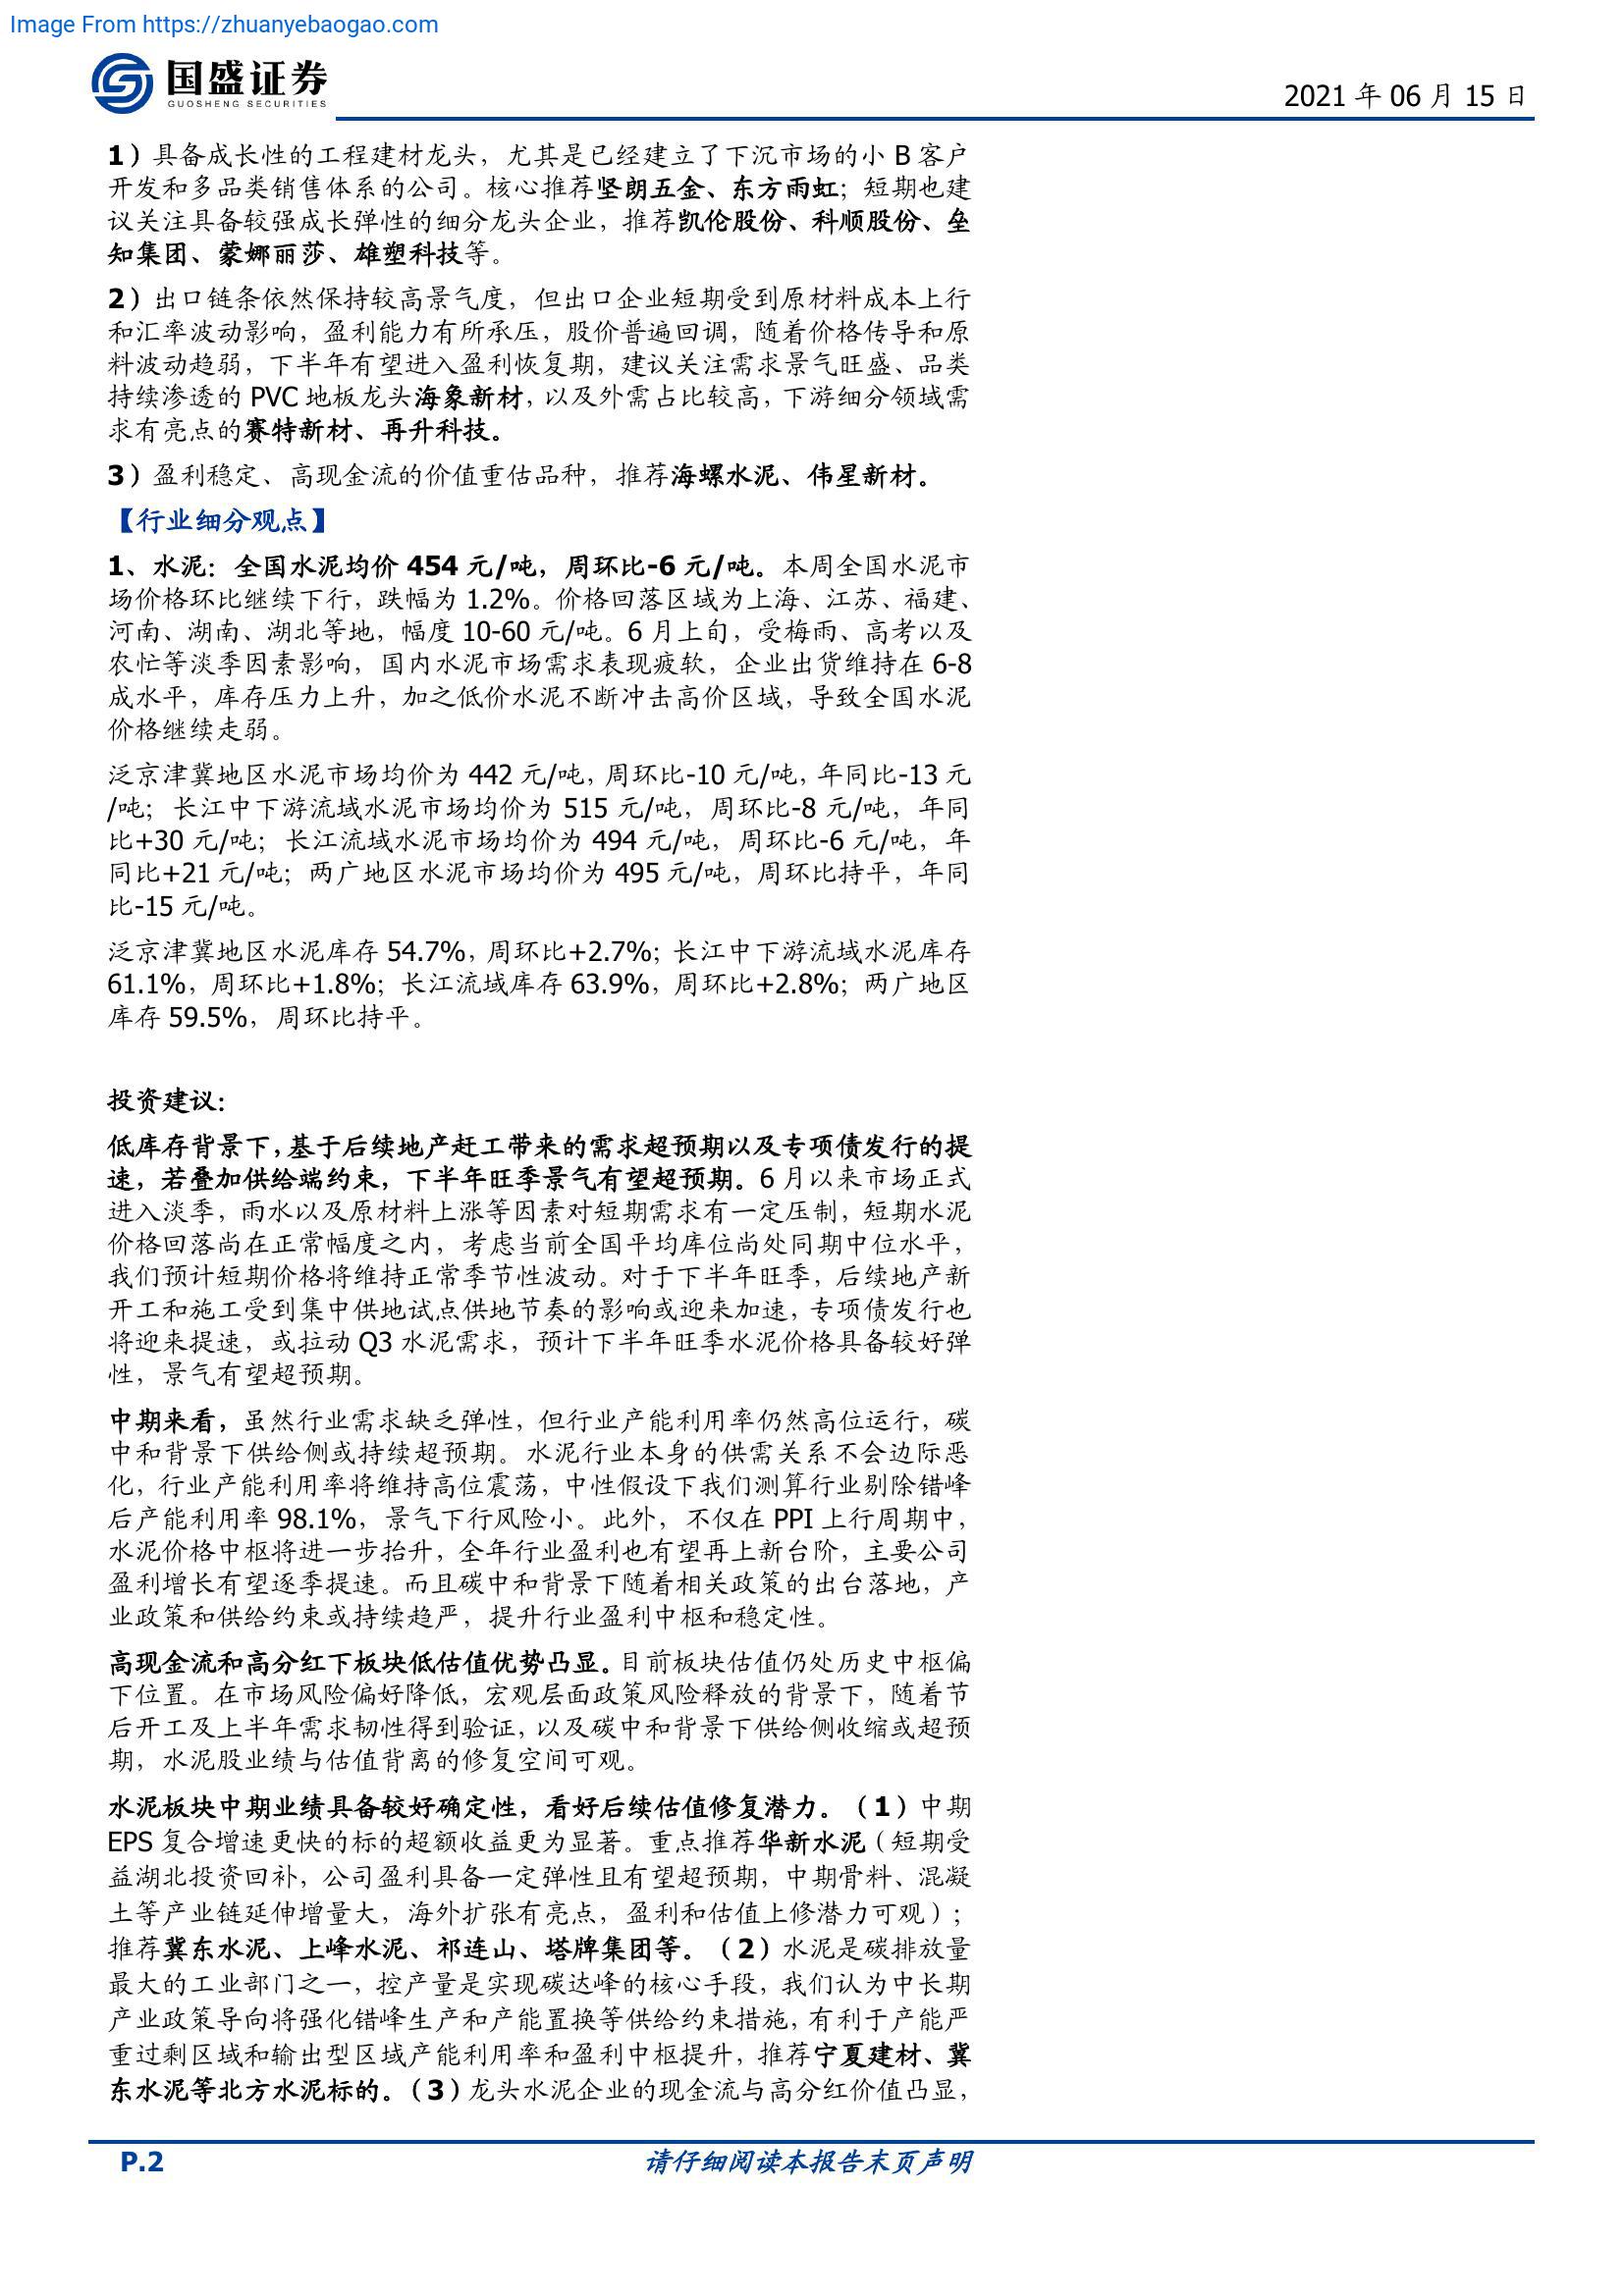 Image From https://zhuanyebaogao.com
国盛证券
GUOSHENG SECURITIES
2021 年 06 月 15 日
1）具备成长性的工程建材龙头，尤其是已经建立了下沉市场的小 B 客户
开发和多品类销售体系的公司。核心推荐坚朗五金、东方雨虹；短期也建
议关注具备较强成长弹性的细分龙头企业，推荐凯伦股份、科顺股份、垒
知集团、蒙娜丽莎、雄塑科技等。
2）出口链条依然保持较高景气度，但出口企业短期受到原材料成本上行
和汇率波动影响，盈利能力有所承压，股价普遍回调，随着价格传导和原
料波动趋弱，下半年有望进入盈利恢复期，建议关注需求景气旺盛、品类
持续渗透的 PVC 地板龙头海象新材，以及外需占比较高，下游细分领域需
求有亮点的赛特新材、再升科技。
3）盈利稳定、高现金流的价值重估品种，推荐海螺水泥、伟星新材。
【行业细分观点】
1、水泥：全国水泥均价 454 元/吨，周环比-6 元/吨。本周全国水泥市
场价格环比继续下行，跌幅为 1.2%。价格回落区域为上海、江苏、福建、
河南、湖南、湖北等地，幅度 10-60 元/吨。6 月上旬，受梅雨、高考以及
农忙等淡季因素影响，国内水泥市场需求表现疲软，企业出货维持在 6-8
成水平，库存压力上升，加之低价水泥不断冲击高价区域，导致全国水泥
价格继续走弱。
泛京津冀地区水泥市场均价为 442 元/吨，周环比-10 元/吨，年同比-13 元
/吨；长江中下游流域水泥市场均价为 515 元/吨，周环比-8 元/吨，年同
比+30 元/吨；长江流域水泥市场均价为 494 元/吨，周环比-6 元/吨，年
同比+21 元/吨；两广地区水泥市场均价为 495 元/吨，周环比持平，年同
比-15 元/吨。
泛京津冀地区水泥库存 54.7%，周环比+2.7%；长江中下游流域水泥库存
61.1%，周环比+1.8%；长江流域库存 63.9%，周环比+2.8%；两广地区
库存 59.5%，周环比持平。
投资建议：
低库存背景下，基于后续地产赶工带来的需求超预期以及专项债发行的提
速，若叠加供给端约束，下半年旺季景气有望超预期。6 月以来市场正式
进入淡季，雨水以及原材料上涨等因素对短期需求有一定压制，短期水泥
价格回落尚在正常幅度之内，考虑当前全国平均库位尚处同期中位水平，
我们预计短期价格将维持正常季节性波动。对于下半年旺季，后续地产新
开工和施工受到集中供地试点供地节奏的影响或迎来加速，专项债发行也
将迎来提速，或拉动 Q3 水泥需求，预计下半年旺季水泥价格具备较好弹
性，景气有望超预期。
中期来看，虽然行业需求缺乏弹性，但行业产能利用率仍然高位运行，碳
中和背景下供给侧或持续超预期。水泥行业本身的供需关系不会边际恶
化，行业产能利用率将维持高位震荡，中性假设下我们测算行业剔除错峰
后产能利用率 98.1%，景气下行风险小。此外，不仅在 PPI 上行周期中，
水泥价格中枢将进一步抬升，全年行业盈利也有望再上新台阶，主要公司
盈利增长有望逐季提速。而且碳中和背景下随着相关政策的出台落地，产
业政策和供给约束或持续趋严，提升行业盈利中枢和稳定性。
高现金流和高分红下板块低估值优势凸显。目前板块估值仍处历史中枢偏
下位置。在市场风险偏好降低，宏观层面政策风险释放的背景下，随着节
后开工及上半年需求韧性得到验证，以及碳中和背景下供给侧收缩或超预
期，水泥股业绩与估值背离的修复空间可观。
水泥板块中期业绩具备较好确定性，看好后续估值修复潜力。（1）中期
EPS 复合增速更快的标的超额收益更为显著。重点推荐华新水泥（短期受
益湖北投资回补，公司盈利具备一定弹性且有望超预期，中期骨料、混凝
土等产业链延伸增量大，海外扩张有亮点，盈利和估值上修潜力可观）；
推荐冀东水泥、上峰水泥、祁连山、塔牌集团等。（2）水泥是碳排放量
最大的工业部门之一，控产量是实现碳达峰的核心手段，我们认为中长期
产业政策导向将强化错峰生产和产能置换等供给约束措施，有利于产能严
重过剩区域和输出型区域产能利用率和盈利中枢提升，推荐宁夏建材、冀
东水泥等北方水泥标的。（3）龙头水泥企业的现金流与高分红价值凸显，
P.2
请仔细阅读本报告末页声明